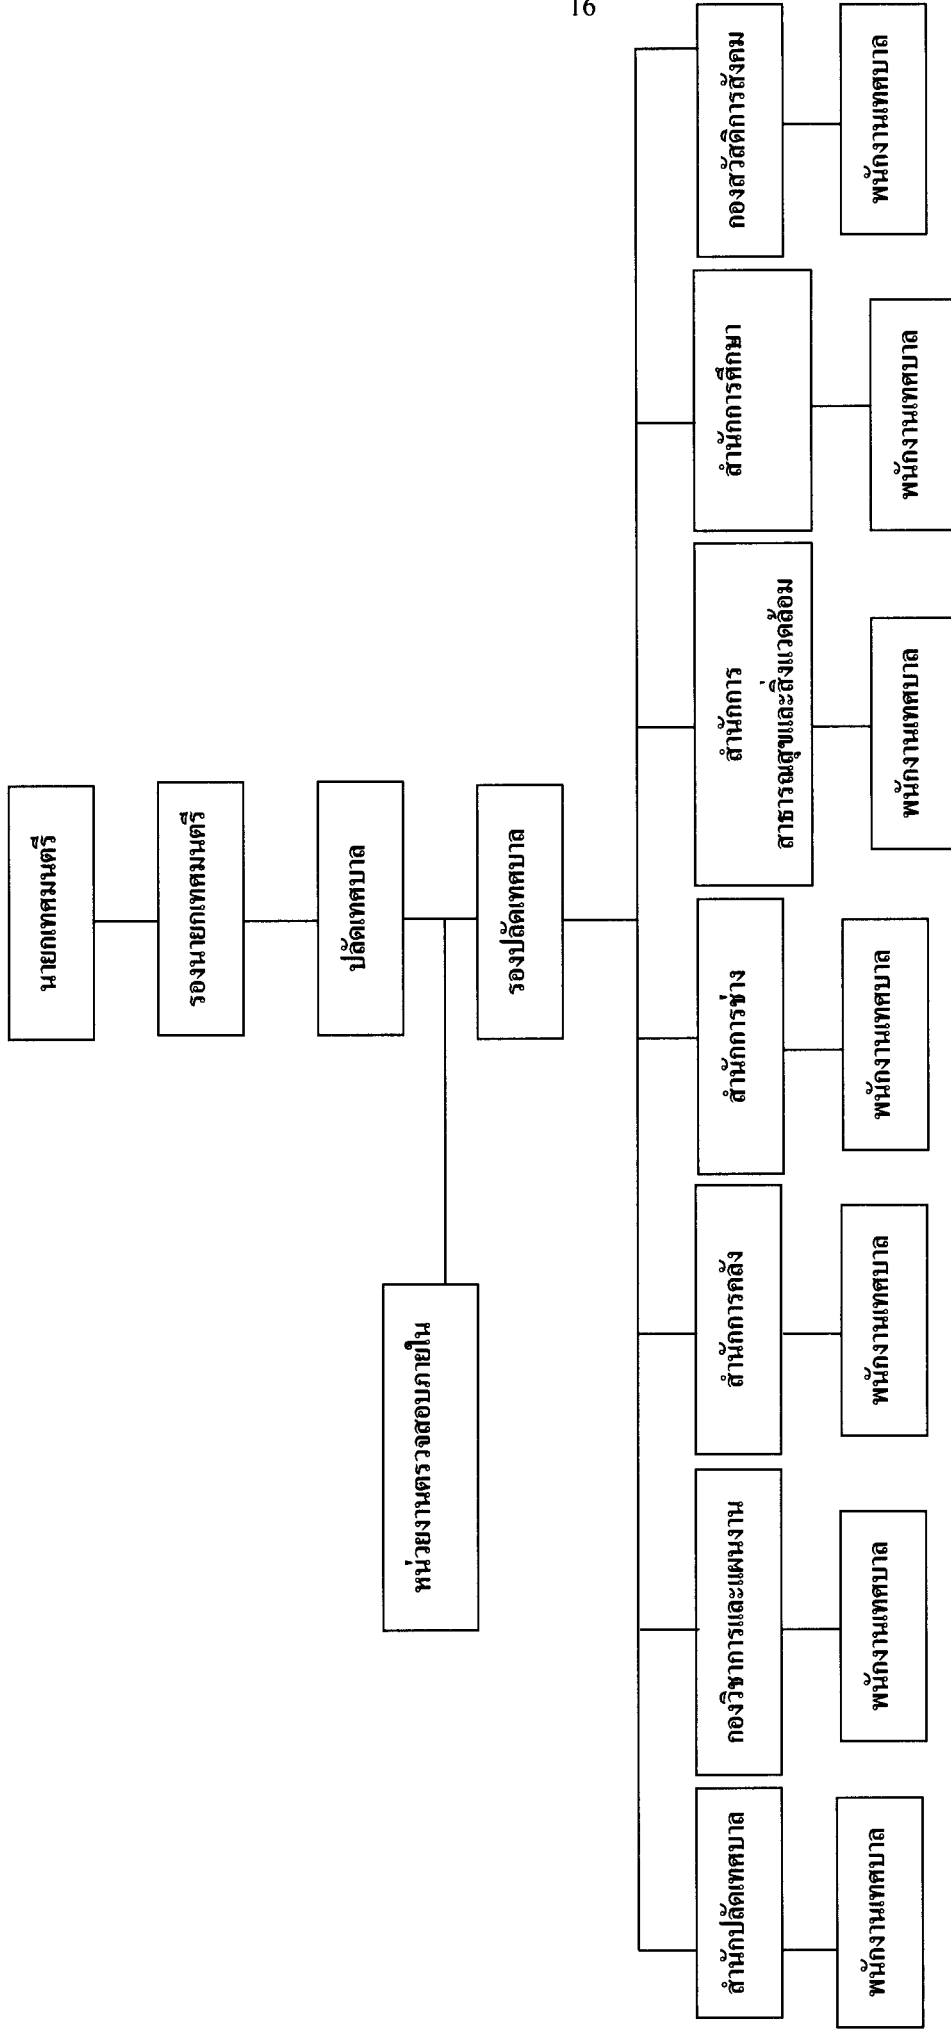 16
นายกเทศมนตรี
รองนายกเทศมนตรี
ปลัดเทศบาล
หน่วยงานตรวจสอบภายใน
รองปลัดเทศบาล
สำนักปลัดเทศบาล
กองวิชาการและแผนงาน
สำนักการคลัง
สำนักการช่าง
สำนักการ
สาธารณสุขและสิ่งแวดล้อม
สำนักการศึกษา
กองสวัสดิการสังคม
พนักงานเทศบาล
พนักงานเทศบาล
พนักงานเทศบาล
พนักงานเทศบาล
พนักงานเทศบาล
พนักงานเทศบาล
พนักงานเทศบาล